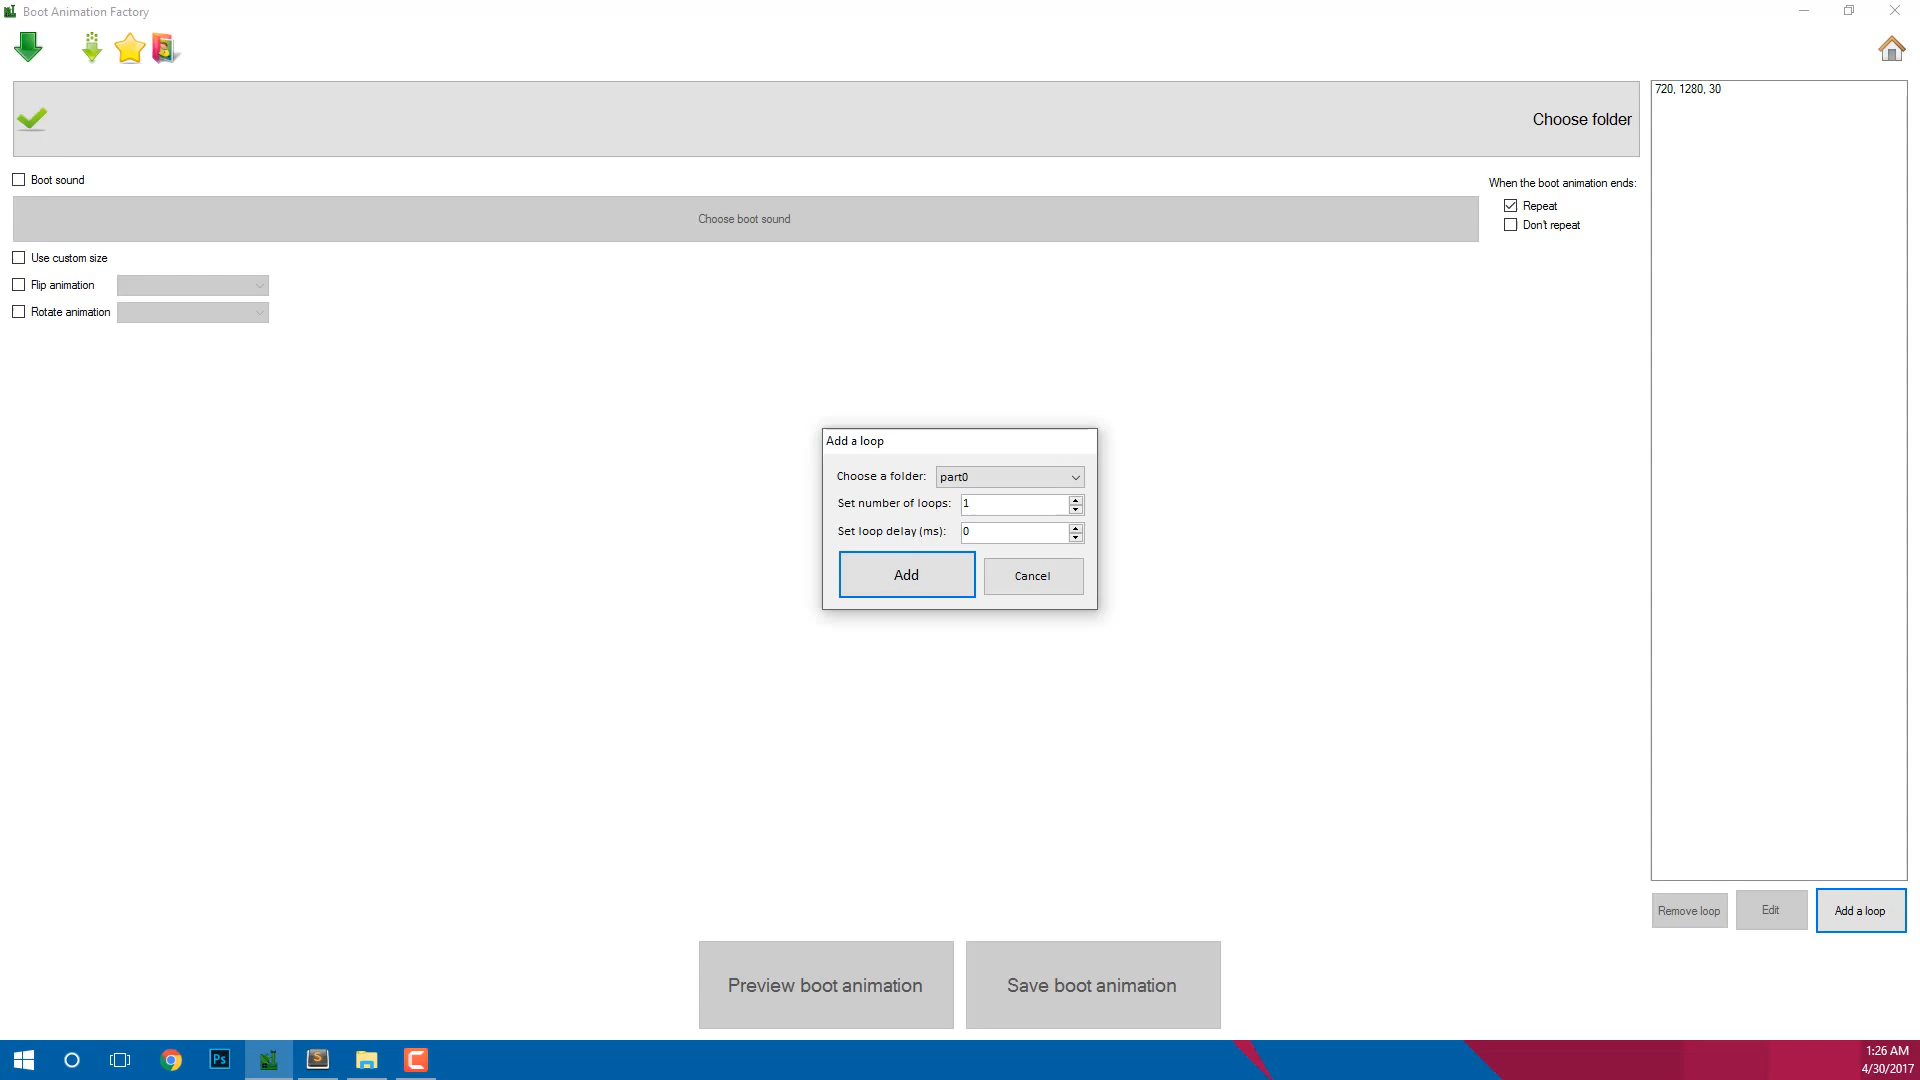 Boot Animation Factory
Choose folder
720, 1280, 30
Boot sound
When the boot animation ends:
Choose boot sound
Repeat
Don't repeat
Use custom size
Flip animation
Rotate animation
Add a loop
Choose a folder: part0
Set number of loops: 1
Set loop delay (ms): 0
Add
Cancel
Remove loop
Edit
Add a loop
Preview boot animation
Save boot animation
Ps
S
1:26 AM
4/30/2017